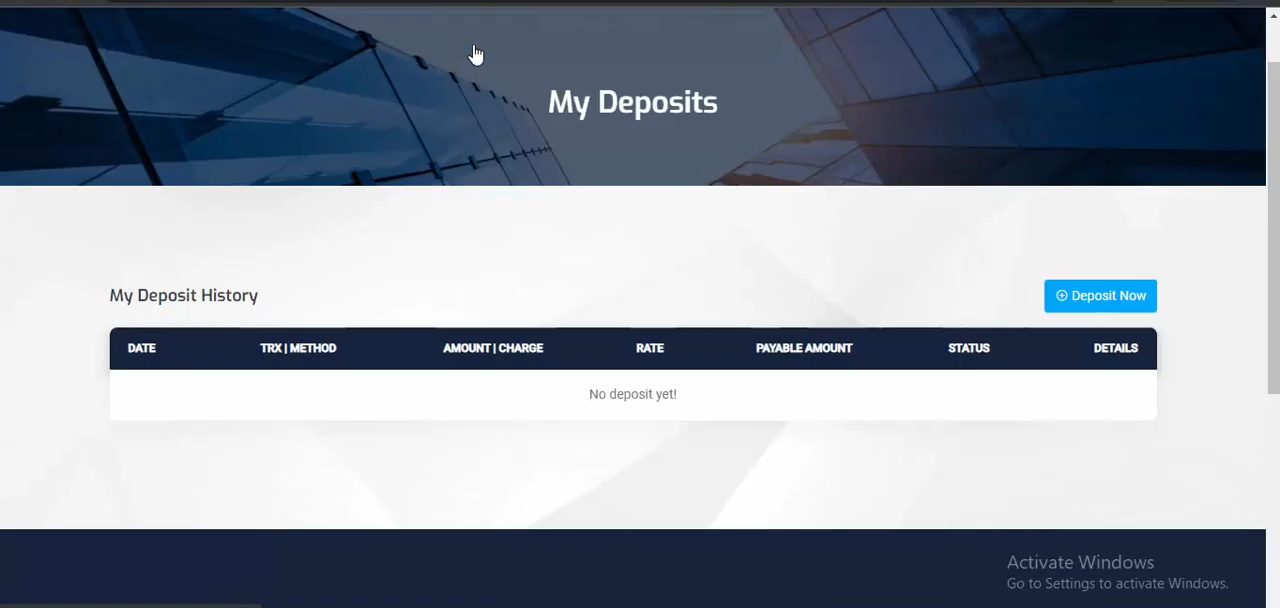 My Deposits
My Deposit History
Deposit Now
DATE TRX | METHOD AMOUNT | CHARGE RATE PAYABLE AMOUNT STATUS DETAILS
No deposit yet!
Activate Windows
Go to Settings to activate Windows.